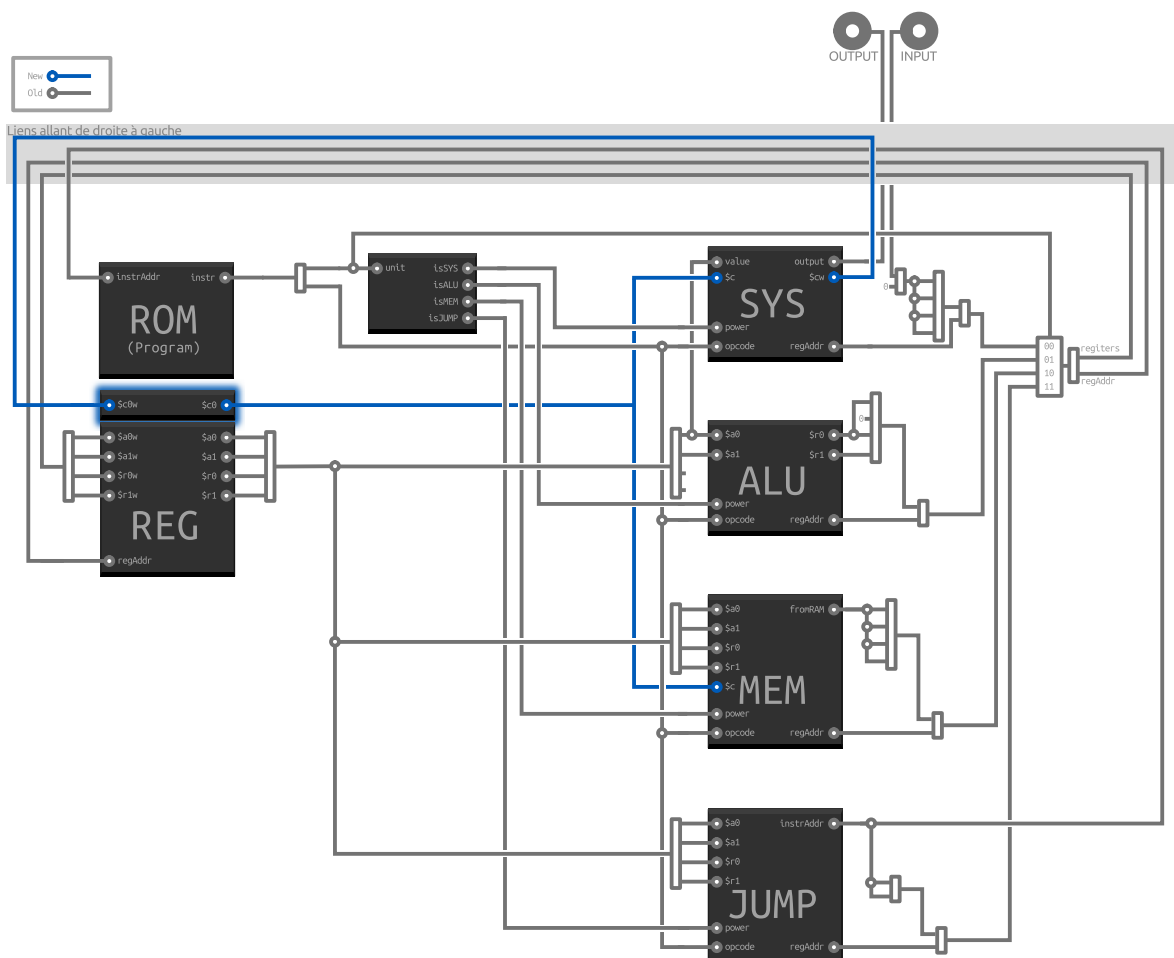 OUTPUT
INPUT
New
Old
Liens allant de droite à gauche
instrAddr
instr
ROM
(Program)
unit
isSYS
isALU
isMEM
isJUMP
value
output
$c
$cw
SYS
power
opcode
regAddr
0
00
01
10
11
regiters
regAddr
$c0w
$c0
$a0w
$a0
$a1w
$a1
$r0w
$r0
$r1w
$r1
REG
regAddr
$a0
$r0
0
$a1
$r1
ALU
power
opcode
regAddr
$a0
fromRAM
$a1
$r0
$r1
$c
MEM
power
opcode
regAddr
$a0
instrAddr
$a1
$r0
$r1
JUMP
power
opcode
regAddr